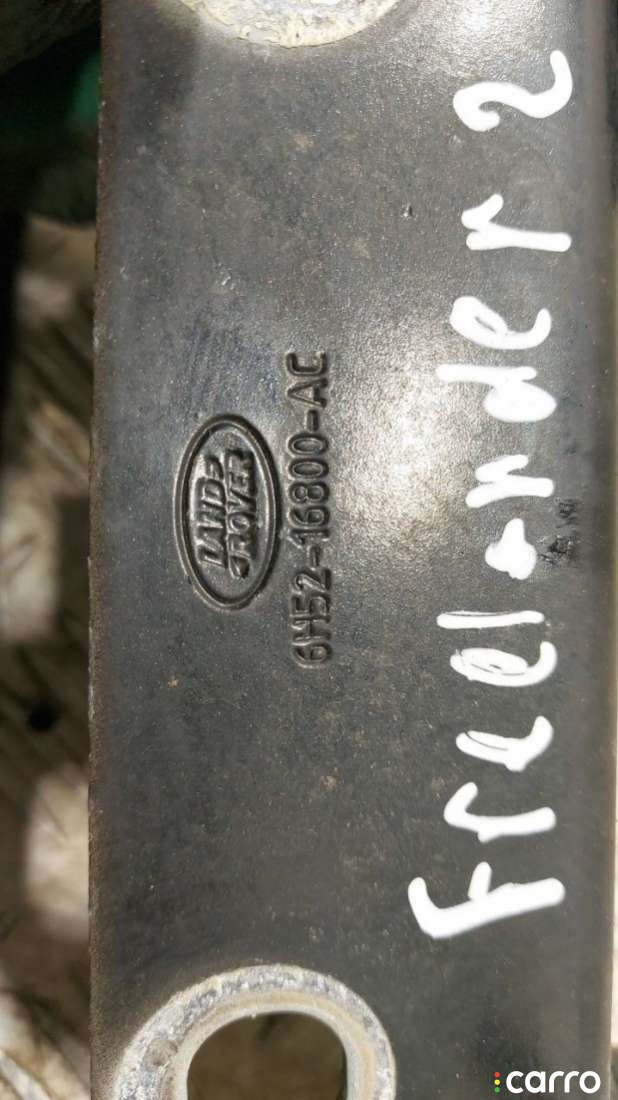 LAND
ROVER
6H52-16800-AC
Freelander 2
carro